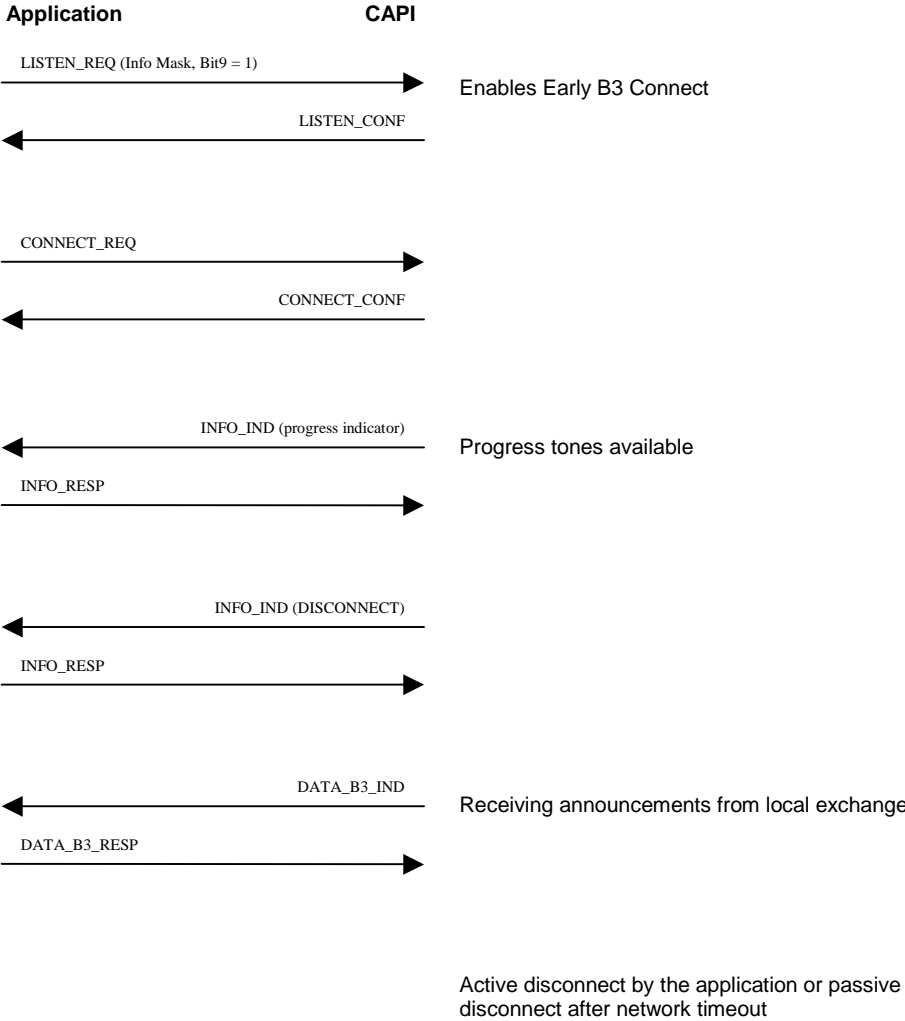 Application CAPI
LISTEN_REQ (Info Mask, Bit9 = 1)
Enables Early B3 Connect
LISTEN_CONF
CONNECT_REQ
CONNECT_CONF
INFO_IND (progress indicator)
Progress tones available
INFO_RESP
INFO_IND (DISCONNECT)
INFO_RESP
DATA_B3_IND
Receiving announcements from local exchange
DATA_B3_RESP
Active disconnect by the application or passive
disconnect after network timeout